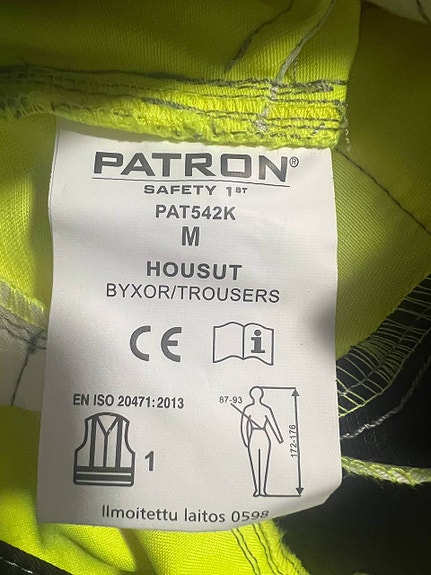 PATRON®
SAFETY 1ST
PAT542K
M
HOUSUT
BYXOR/TROUSERS
CE i
EN ISO 20471:2013
87-93
172-176
1
Ilmoitettu laitos 0598